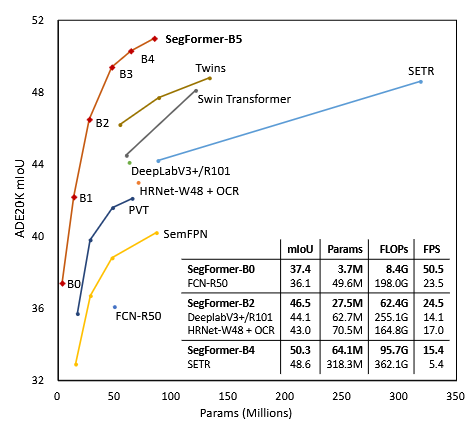 52
48
44
40
36
32
ADE20K mIoU
SegFormer-B5
B4
B3
B2
B1
B0
Twins
Swin Transformer
SETR
DeepLabV3+/R101
HRNet-W48 + OCR
PVT
SemFPN
FCN-R50
mIoU Params FLOPs FPS
SegFormer-B0 37.4 3.7M 8.4G 50.5
FCN-R50 36.1 49.6M 198.0G 23.5
SegFormer-B2 46.5 27.5M 62.4G 24.5
DeeplabV3+/R101 44.1 62.7M 255.1G 14.1
HRNet-W48 + OCR 43.0 70.5M 164.8G 17.0
SegFormer-B4 50.3 64.1M 95.7G 15.4
SETR 48.6 318.3M 362.1G 5.4
0 50 100 150 200 250 300 350
Params (Millions)